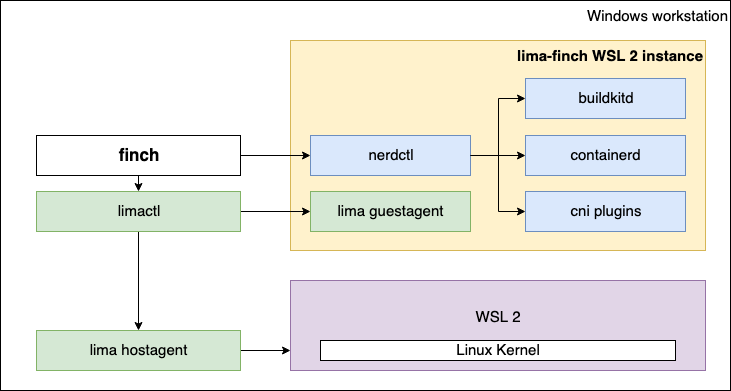 Windows workstation
lima-finch WSL 2 instance
buildkitd
finch
nerdctl
containerd
limactl
lima guestagent
cni plugins
WSL 2
lima hostagent
Linux Kernel